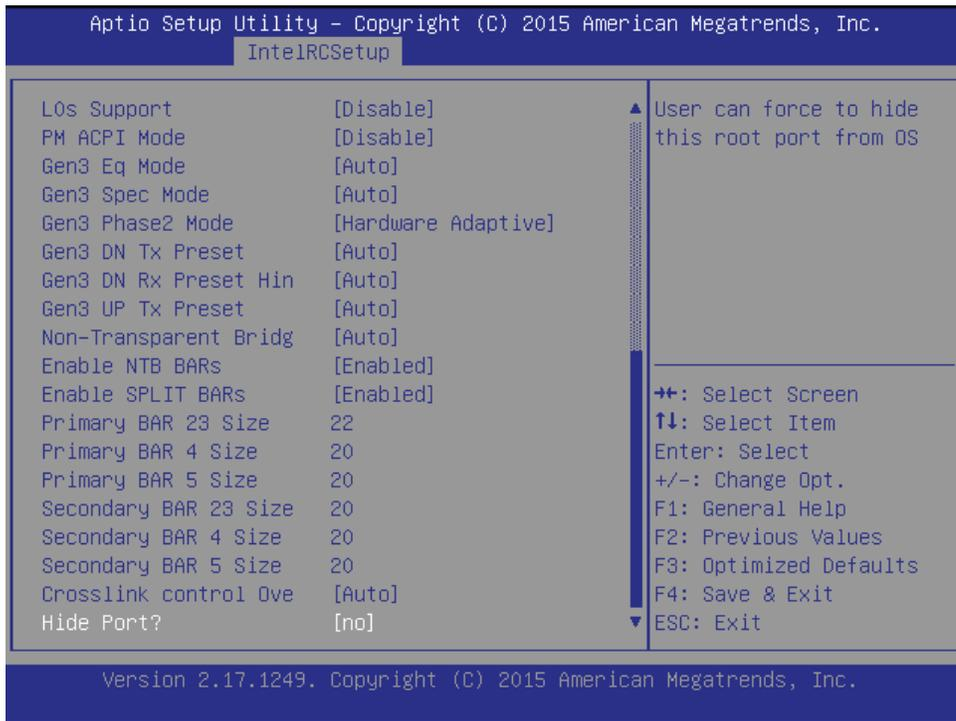 Aptio Setup Utility – Copyright (C) 2015 American Megatrends, Inc.
IntelRCSetup
L0s Support [Disable]
PM ACPI Mode [Disable]
Gen3 Eq Mode [Auto]
Gen3 Spec Mode [Auto]
Gen3 Phase2 Mode [Hardware Adaptive]
Gen3 DN Tx Preset [Auto]
Gen3 DN Rx Preset Hin [Auto]
Gen3 UP Tx Preset [Auto]
Non-Transparent Bridg [Auto]
Enable NTB BARs [Enabled]
Enable SPLIT BARs [Enabled]
Primary BAR 23 Size 22
Primary BAR 4 Size 20
Primary BAR 5 Size 20
Secondary BAR 23 Size 20
Secondary BAR 4 Size 20
Secondary BAR 5 Size 20
Crosslink control Ove [Auto]
Hide Port? [no]
User can force to hide
this root port from OS
→←: Select Screen
↑↓: Select Item
Enter: Select
+/-: Change Opt.
F1: General Help
F2: Previous Values
F3: Optimized Defaults
F4: Save & Exit
ESC: Exit
Version 2.17.1249. Copyright (C) 2015 American Megatrends, Inc.